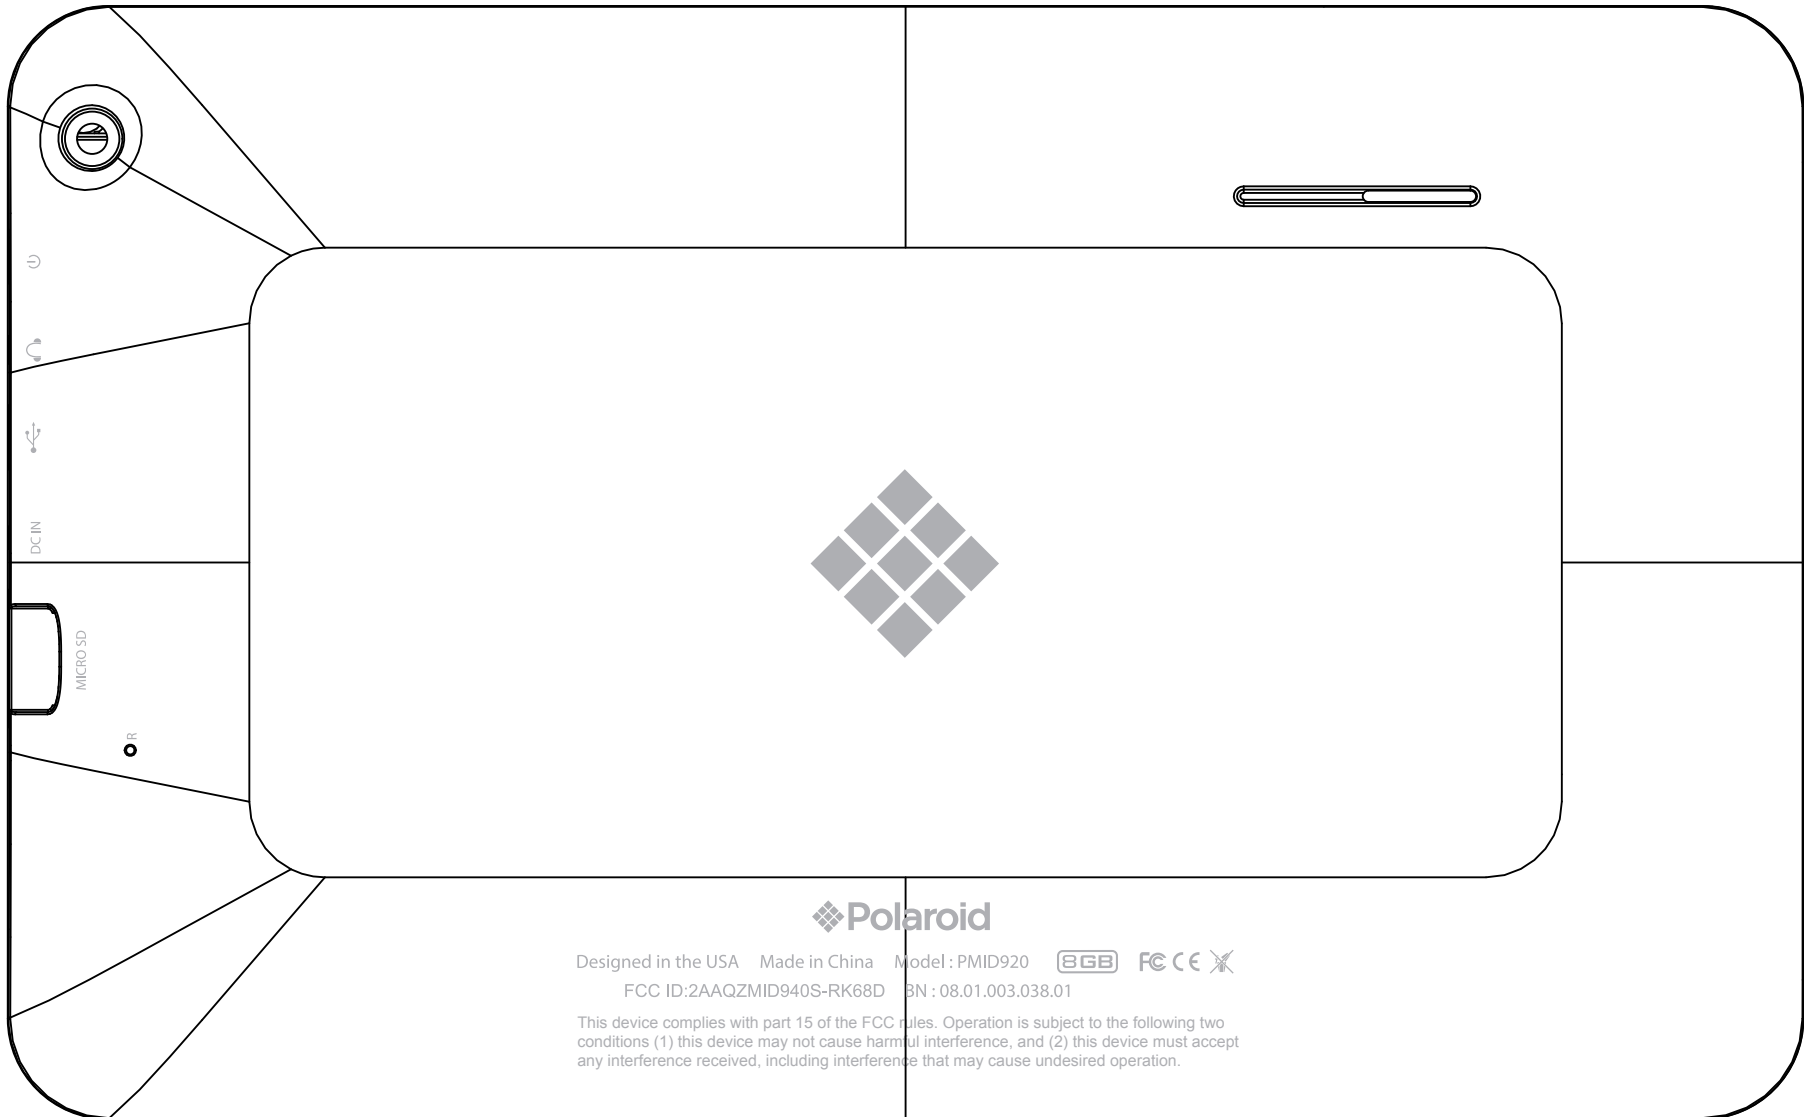 DC IN
MICRO SD
R
Polaroid
Designed in the USA Made in China Model : PMID920 8GB FC CE
FCC ID:2AAQZMID940S-RK68D BN : 08.01.003.038.01
This device complies with part 15 of the FCC rules. Operation is subject to the following two
conditions (1) this device may not cause harmful interference, and (2) this device must accept
any interference received, including interference that may cause undesired operation.